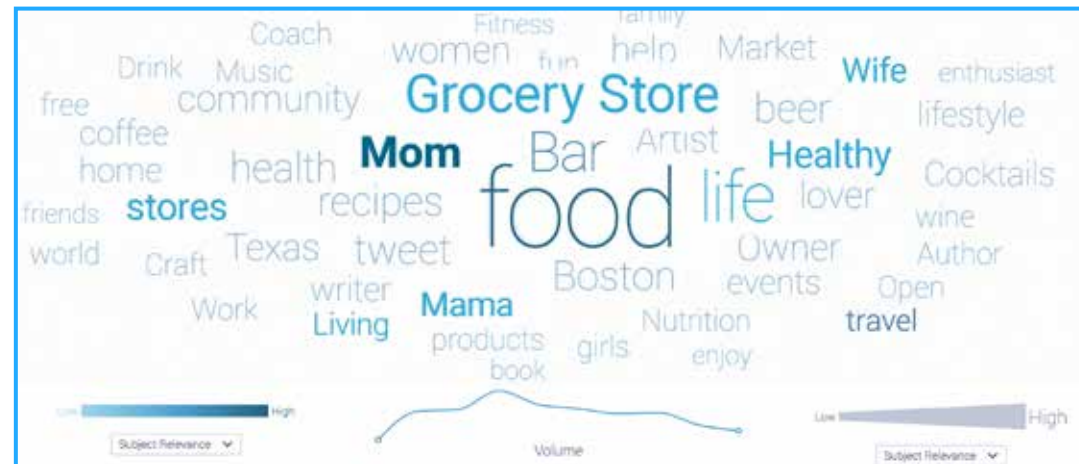 Fitness
family
Coach
women
fun
help
Market
Drink
Music
Wife
enthusiast
free
community
Grocery Store
beer
lifestyle
coffee
Mom
Bar
Artist
Healthy
home
health
food
life
lover
Cocktails
friends
stores
recipes
wine
world
Craft
Texas
tweet
Owner
Author
Boston
events
Open
Work
writer
Living
Mama
Nutrition
travel
products
girls
enjoy
book
Low
High
Subject Relevance
Volume
Low
High
Subject Relevance